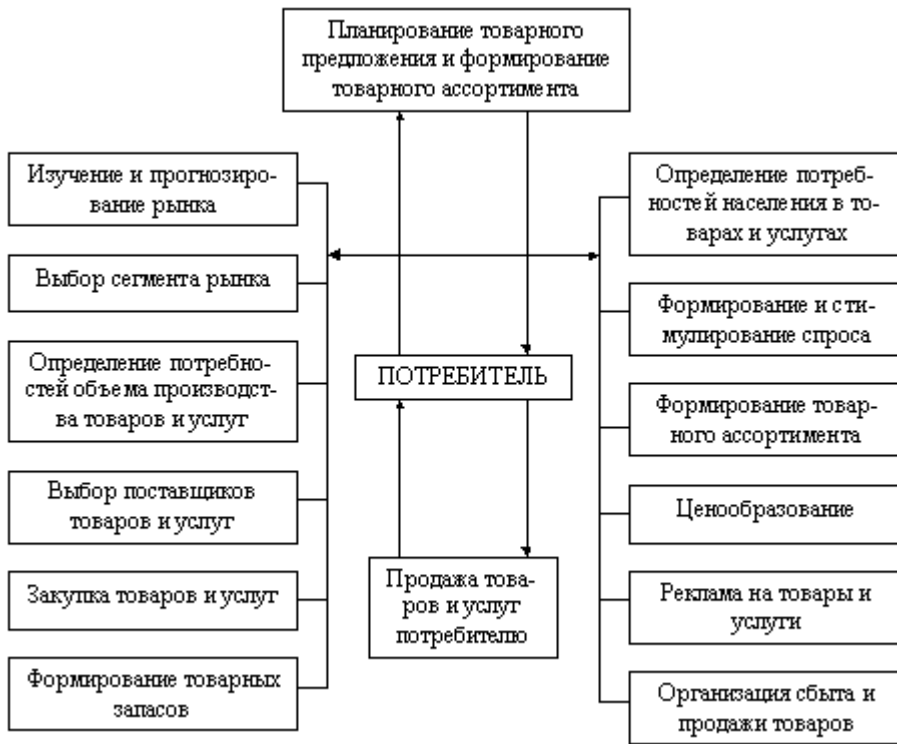 Планирование товарного
предложения и формирование
товарного ассортимента
Изучение и прогнозиро-
вание рынка
Выбор сегмента рынка
Определение потребно-
стей объема производст-
ва товаров и услуг
Выбор поставщиков
товаров и услуг
Закупка товаров и услуг
Формирование товарных
запасов
ПОТРЕБИТЕЛЬ
Продажа това-
ров и услуг
потребителю
Определение потреб-
ностей населения в то-
варах и услугах
Формирование и сти-
мулирование спроса
Формирование товар-
ного ассортимента
Ценообразование
Реклама на товары и
услуги
Организация сбыта и
продажи товаров